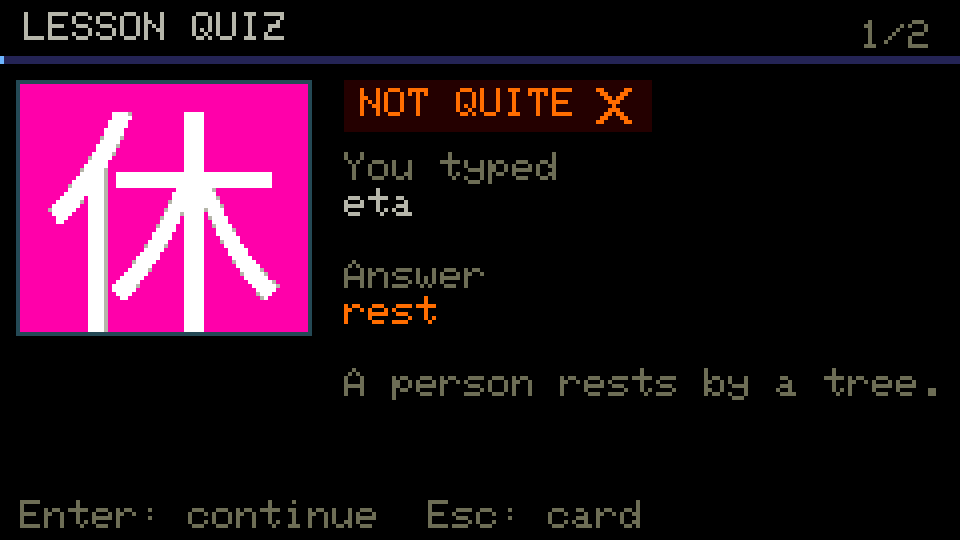 LESSON QUIZ
1/2
休
NOT QUITE X
You typed
eta
Answer
rest
A person rests by a tree.
Enter: continue  Esc: card